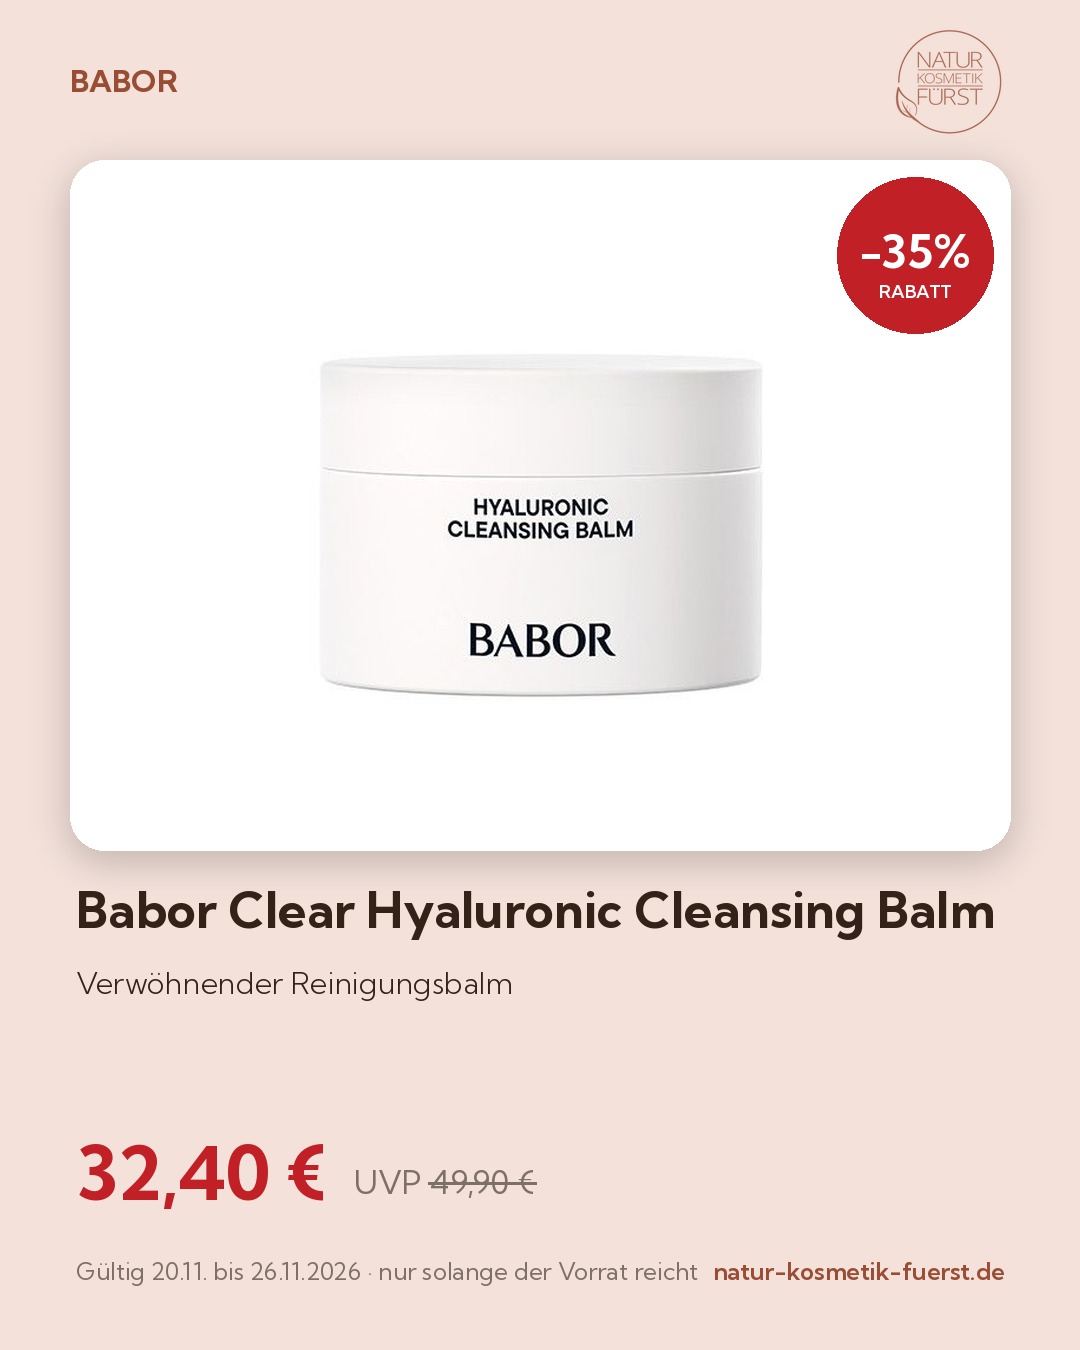 BABOR
NATUR
KOSMETIK
FÜRST
-35%
RABATT
HYALURONIC
CLEANSING BALM
BABOR
Babor Clear Hyaluronic Cleansing Balm
Verwöhnender Reinigungsbalm
32,40 € UVP 49,90 €
Gültig 20.11. bis 26.11.2026 · nur solange der Vorrat reicht natur-kosmetik-fuerst.de